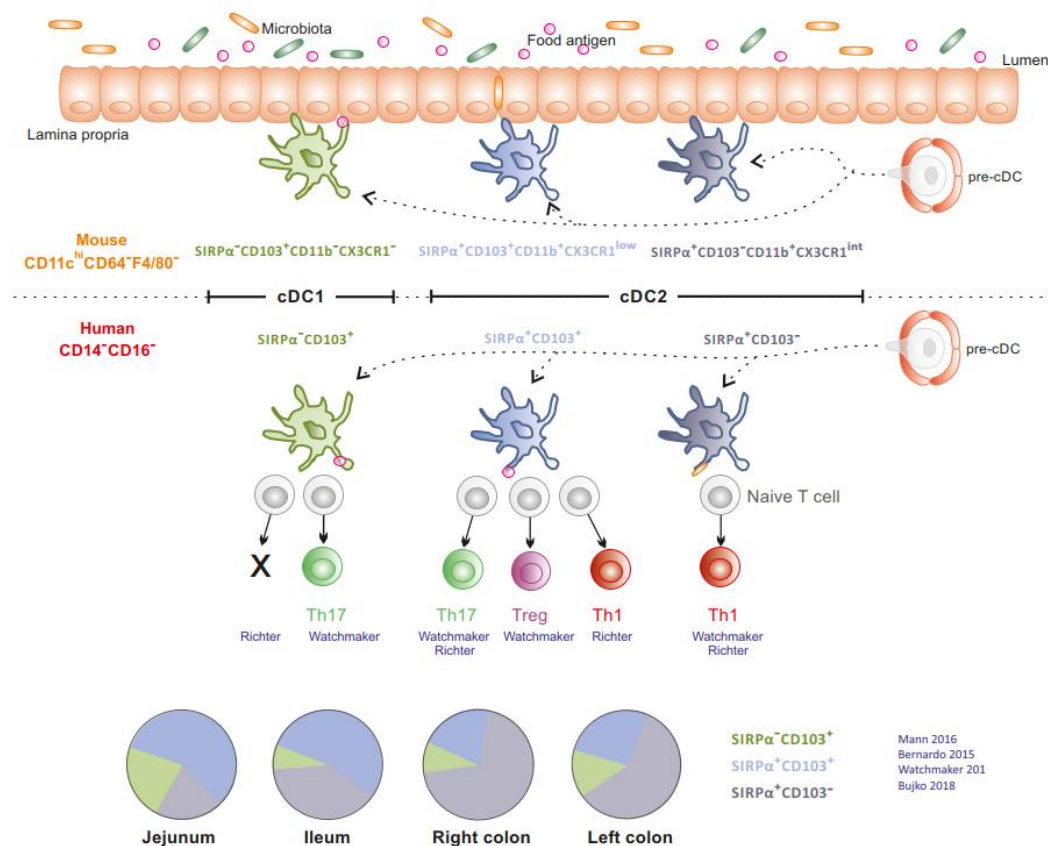 Microbiota
Food antigen
Lumen
Lamina propria
pre-cDC
Mouse
CD11c^hi CD64⁻F4/80⁻
SIRPα⁻CD103⁺CD11b⁻CX3CR1⁻
SIRPα⁺CD103⁺CD11b⁺CX3CR1^low
SIRPα⁺CD103⁻CD11b⁺CX3CR1^int
cDC1
cDC2
Human
CD14⁻CD16⁻
SIRPα⁻CD103⁺
SIRPα⁺CD103⁺
SIRPα⁺CD103⁻
pre-cDC
Naive T cell
X
Th17
Th17
Treg
Th1
Th1
Richter
Watchmaker
Watchmaker
Richter
Watchmaker
Richter
Watchmaker
Richter
SIRPα⁻CD103⁺
SIRPα⁺CD103⁺
SIRPα⁺CD103⁻
Mann 2016
Bernardo 2015
Watchmaker 201
Bujko 2018
Jejunum
Ileum
Right colon
Left colon